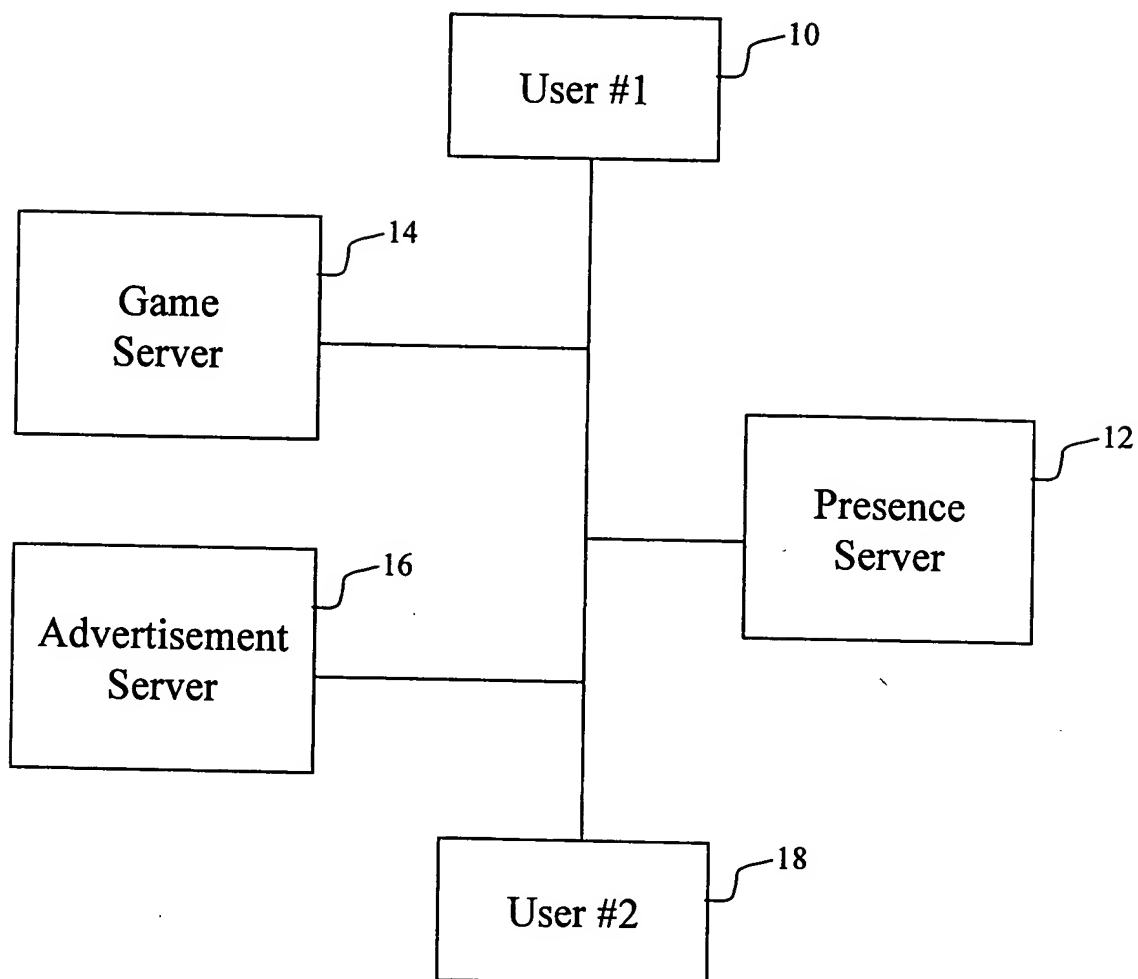 10
User #1
14
Game
Server
12
Presence
Server
16
Advertisement
Server
18
User #2